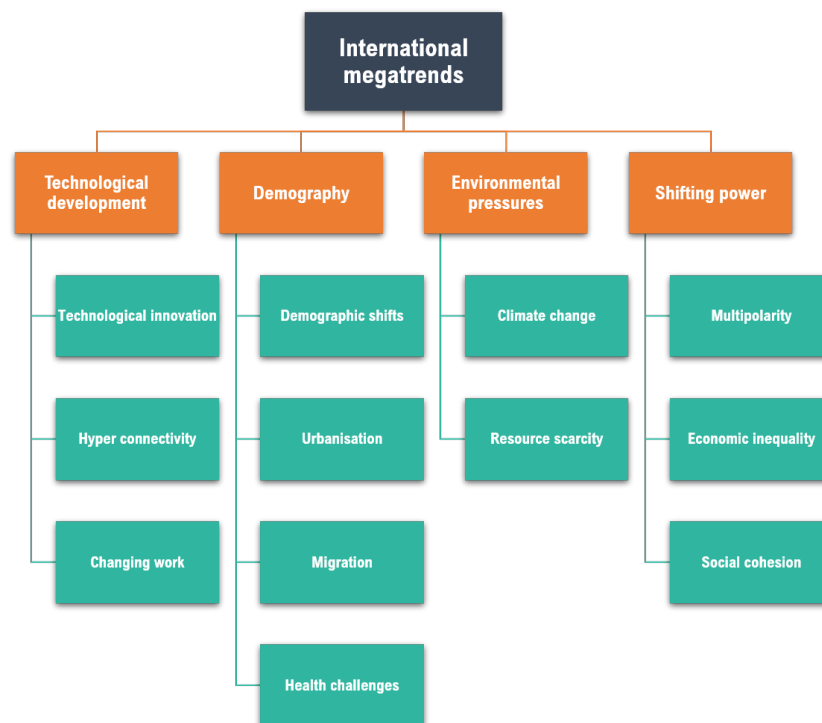 International
megatrends
Technological
development
Demography
Environmental
pressures
Shifting power
Technological innovation
Demographic shifts
Climate change
Multipolarity
Hyper connectivity
Urbanisation
Resource scarcity
Economic inequality
Changing work
Migration
Social cohesion
Health challenges